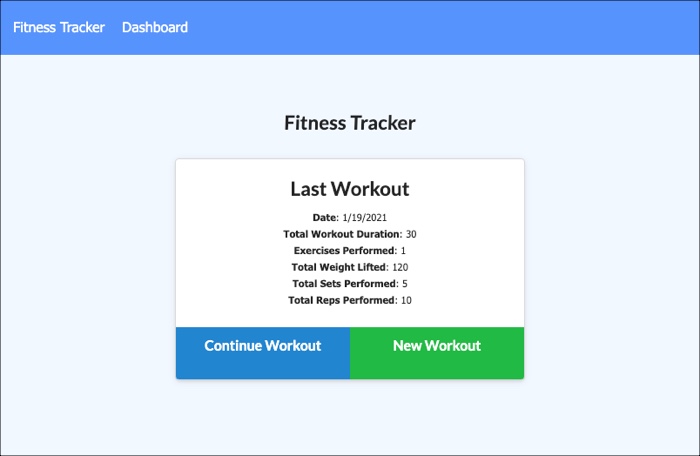 Fitness Tracker Dashboard
Fitness Tracker
Last Workout
Date: 1/19/2021
Total Workout Duration: 30
Exercises Performed: 1
Total Weight Lifted: 120
Total Sets Performed: 5
Total Reps Performed: 10
Continue Workout New Workout